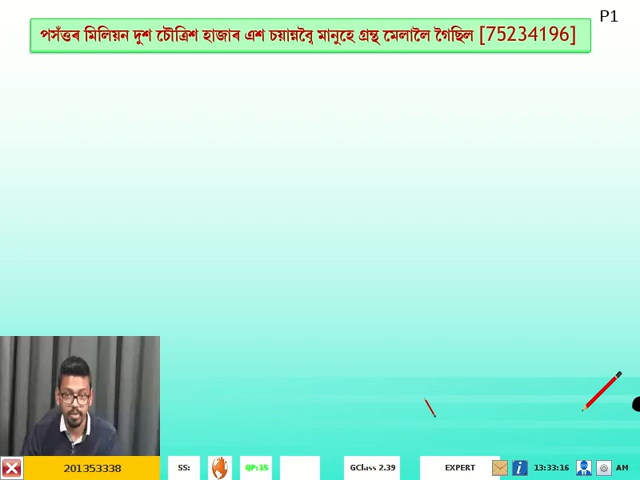 P1
পসঁত্তৰ মিলিয়ন দুশ চৌত্ৰিশ হাজাৰ এশ চয়ান্নব্বৈ মানুহে গ্ৰন্থ মেলালৈ গৈছিল [75234196]
201353338 SS: QP:15 GClass 2.39 EXPERT 13:33:16 AM